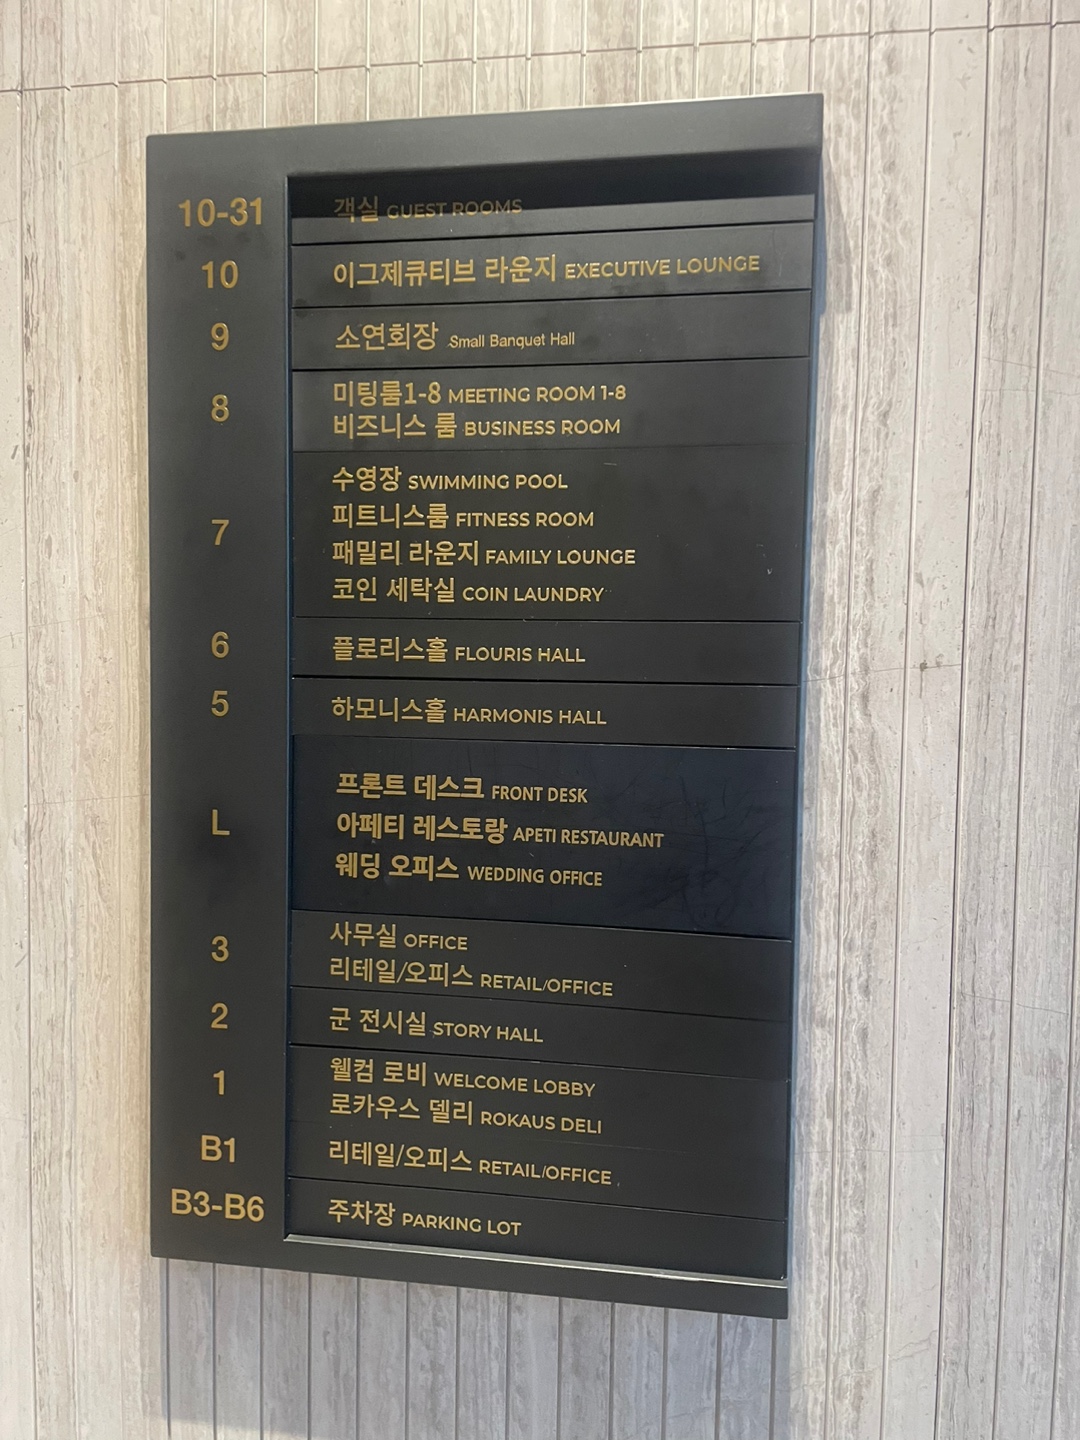 10-31 객실 GUEST ROOMS
10 이그제큐티브 라운지 EXECUTIVE LOUNGE
9 소연회장 Small Banquet Hall
8 미팅룸1-8 MEETING ROOM 1-8
비즈니스 룸 BUSINESS ROOM
수영장 SWIMMING POOL
피트니스룸 FITNESS ROOM
7 패밀리 라운지 FAMILY LOUNGE
코인 세탁실 COIN LAUNDRY
6 플로리스홀 FLOURIS HALL
5 하모니스홀 HARMONIS HALL
프론트 데스크 FRONT DESK
L 아페티 레스토랑 APETI RESTAURANT
웨딩 오피스 WEDDING OFFICE
3 사무실 OFFICE
리테일/오피스 RETAIL/OFFICE
2 군 전시실 STORY HALL
1 웰컴 로비 WELCOME LOBBY
로카우스 델리 ROKAUS DELI
B1 리테일/오피스 RETAIL/OFFICE
B3-B6 주차장 PARKING LOT